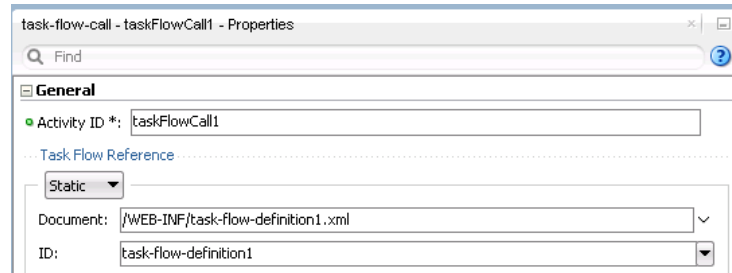 task-flow-call - taskFlowCall1 - Properties
Find
General
Activity ID *: taskFlowCall1
Task Flow Reference
Static
Document: /WEB-INF/task-flow-definition1.xml
ID: task-flow-definition1